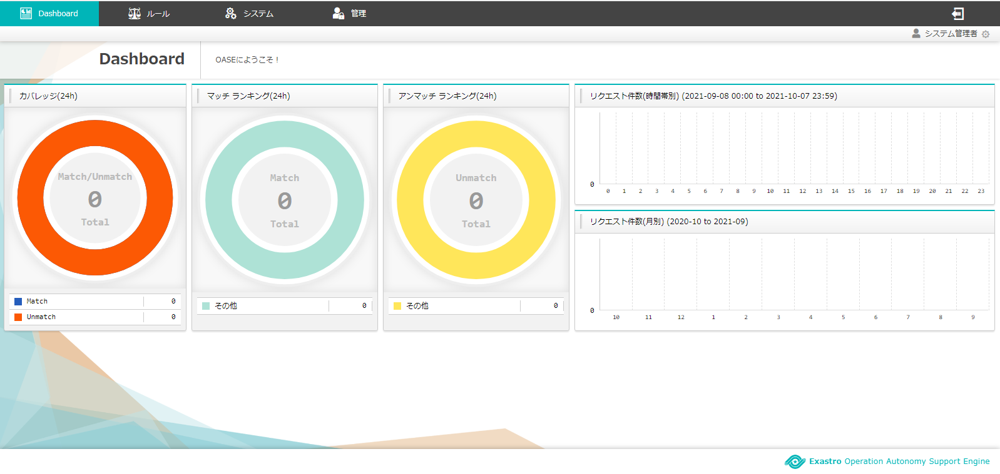 Dashboard ルール システム 管理
システム管理者
Dashboard OASEにようこそ！
カバレッジ(24h)
Match/Unmatch
0
Total
Match 0
Unmatch 0
マッチ ランキング(24h)
Match
0
Total
その他 0
アンマッチ ランキング(24h)
Unmatch
0
Total
その他 0
リクエスト件数(時間帯別) (2021-09-08 00:00 to 2021-10-07 23:59)
0
0 1 2 3 4 5 6 7 8 9 10 11 12 13 14 15 16 17 18 19 20 21 22 23
リクエスト件数(月別) (2020-10 to 2021-09)
0
10 11 12 1 2 3 4 5 6 7 8 9
Exastro Operation Autonomy Support Engine